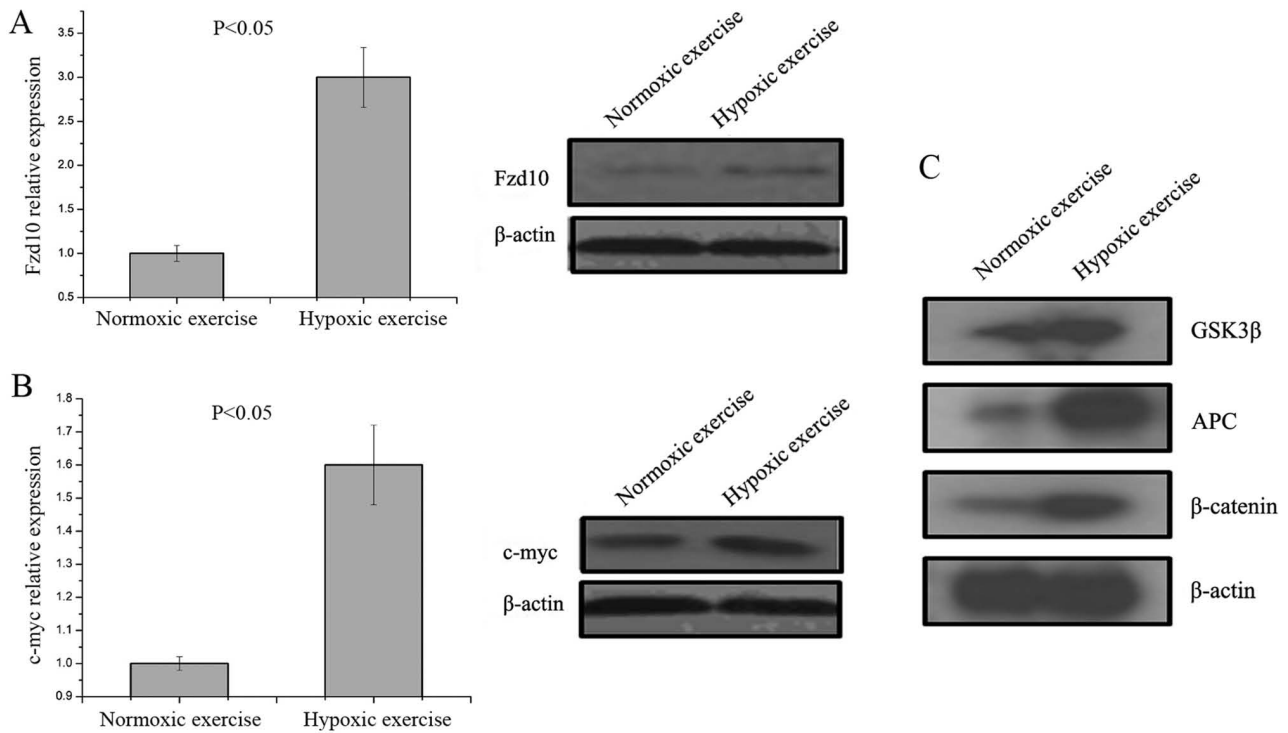 A
P<0.05
Fzd10 relative expression
3.5
3.0
2.5
2.0
1.5
1.0
0.5
Normoxic exercise
Hypoxic exercise
Normoxic exercise
Hypoxic exercise
Fzd10
β-actin
B
P<0.05
c-myc relative expression
1.8
1.7
1.6
1.5
1.4
1.3
1.2
1.1
1.0
0.9
Normoxic exercise
Hypoxic exercise
Normoxic exercise
Hypoxic exercise
c-myc
β-actin
C
Normoxic exercise
Hypoxic exercise
GSK3β
APC
β-catenin
β-actin